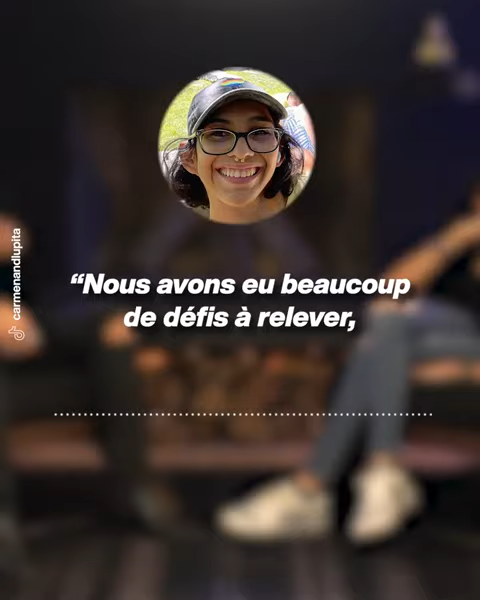 carmenandlupita
“Nous avons eu beaucoup
de défis à relever,